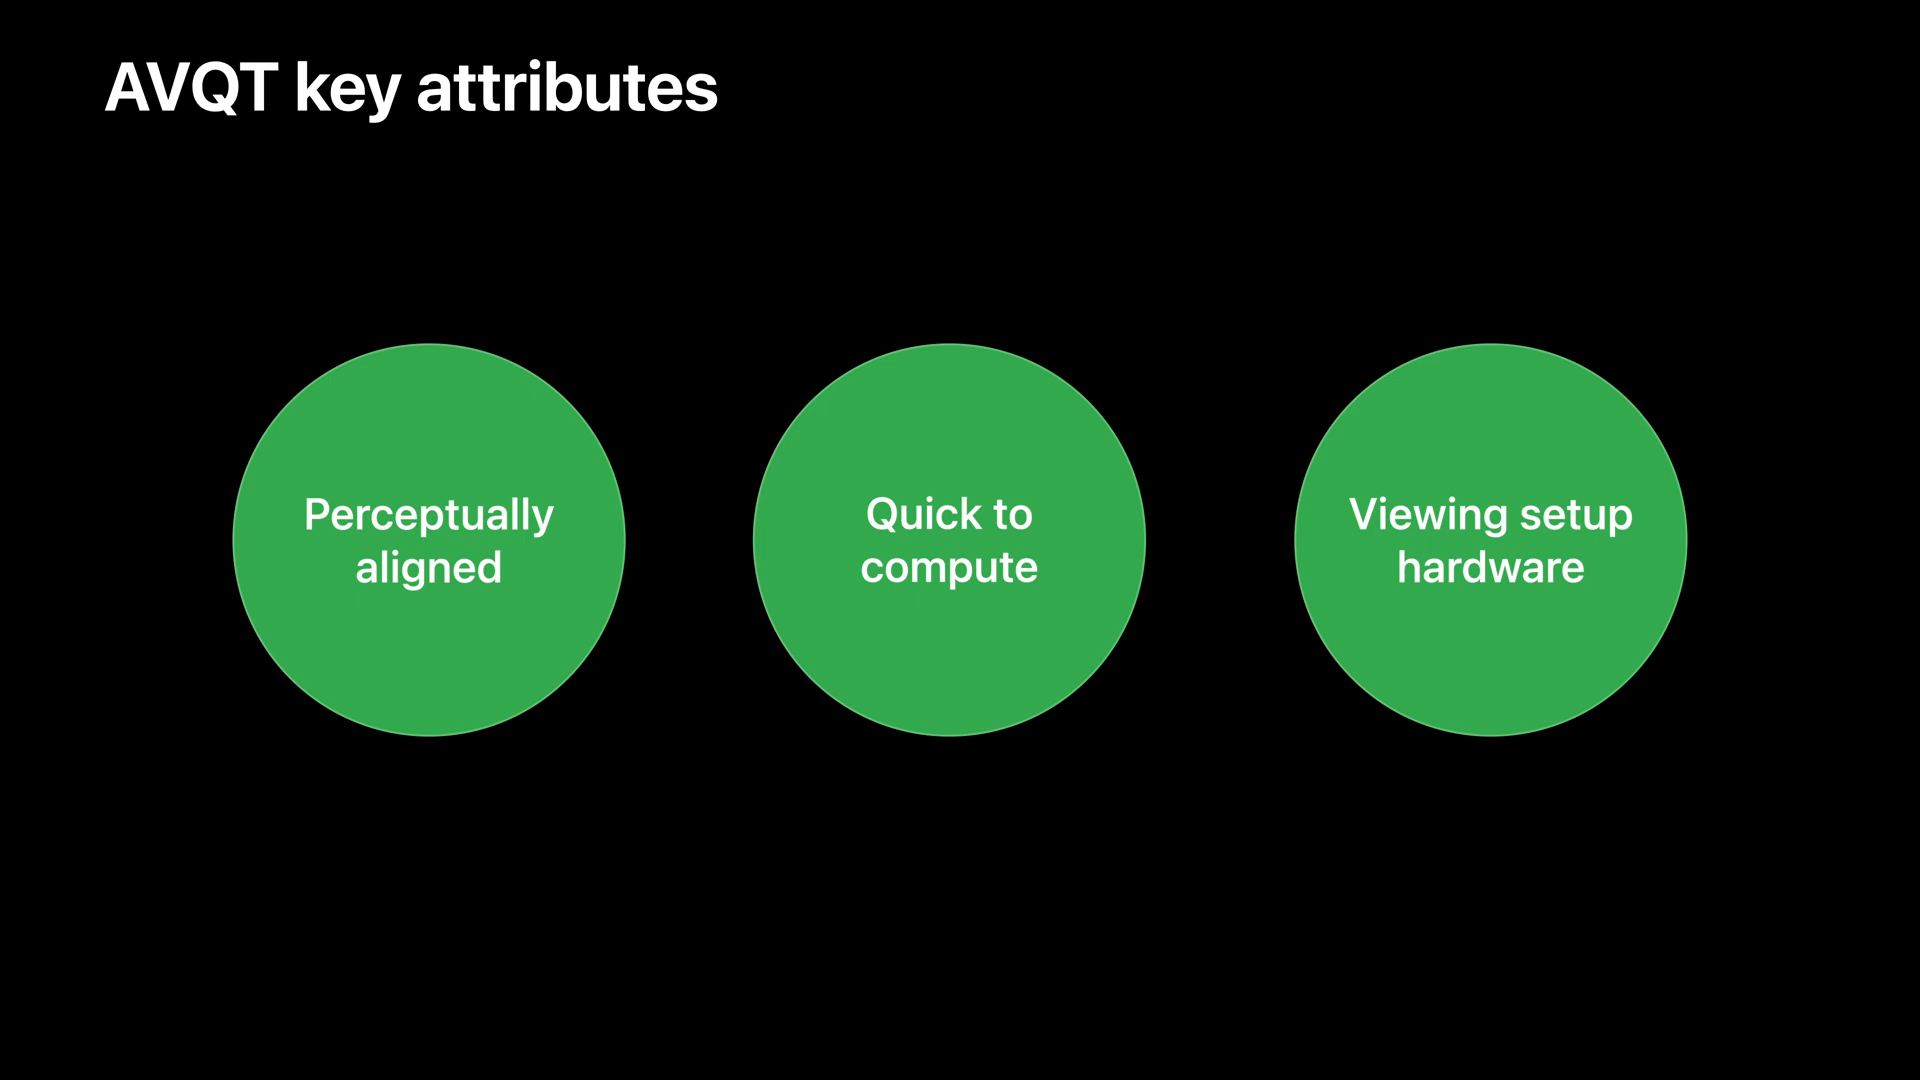 AVQT key attributes
Perceptually
aligned
Quick to
compute
Viewing setup
hardware